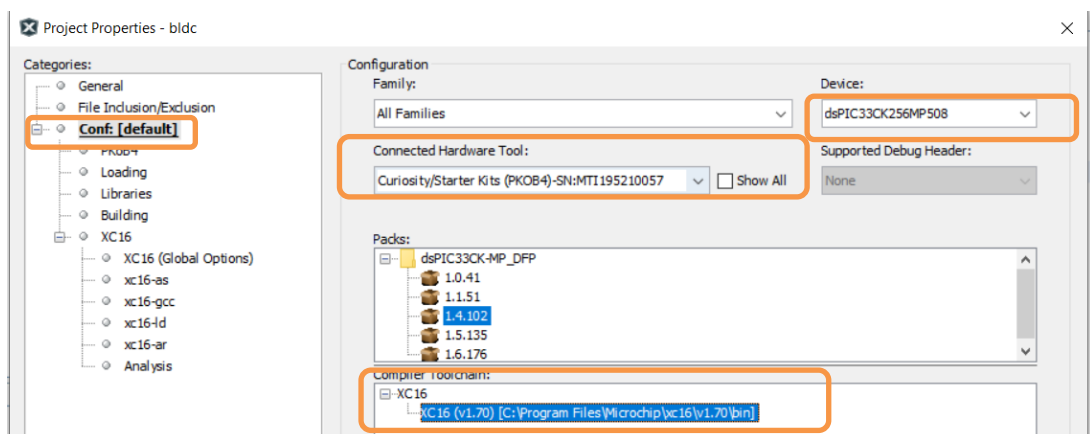 Project Properties - bldc
Categories:
General
File Inclusion/Exclusion
Conf: [default]
PKOB4
Loading
Libraries
Building
XC16
XC16 (Global Options)
xc16-as
xc16-gcc
xc16-ld
xc16-ar
Analysis
Configuration
Family:
All Families
Device:
dsPIC33CK256MP508
Connected Hardware Tool:
Curiosity/Starter Kits (PKOB4)-SN:MTI195210057
Show All
Supported Debug Header:
None
Packs:
dsPIC33CK-MP_DFP
1.0.41
1.1.51
1.4.102
1.5.135
1.6.176
Compiler Toolchain:
XC16
XC16 (v1.70) [C:\Program Files\Microchip\xc16\v1.70\bin]